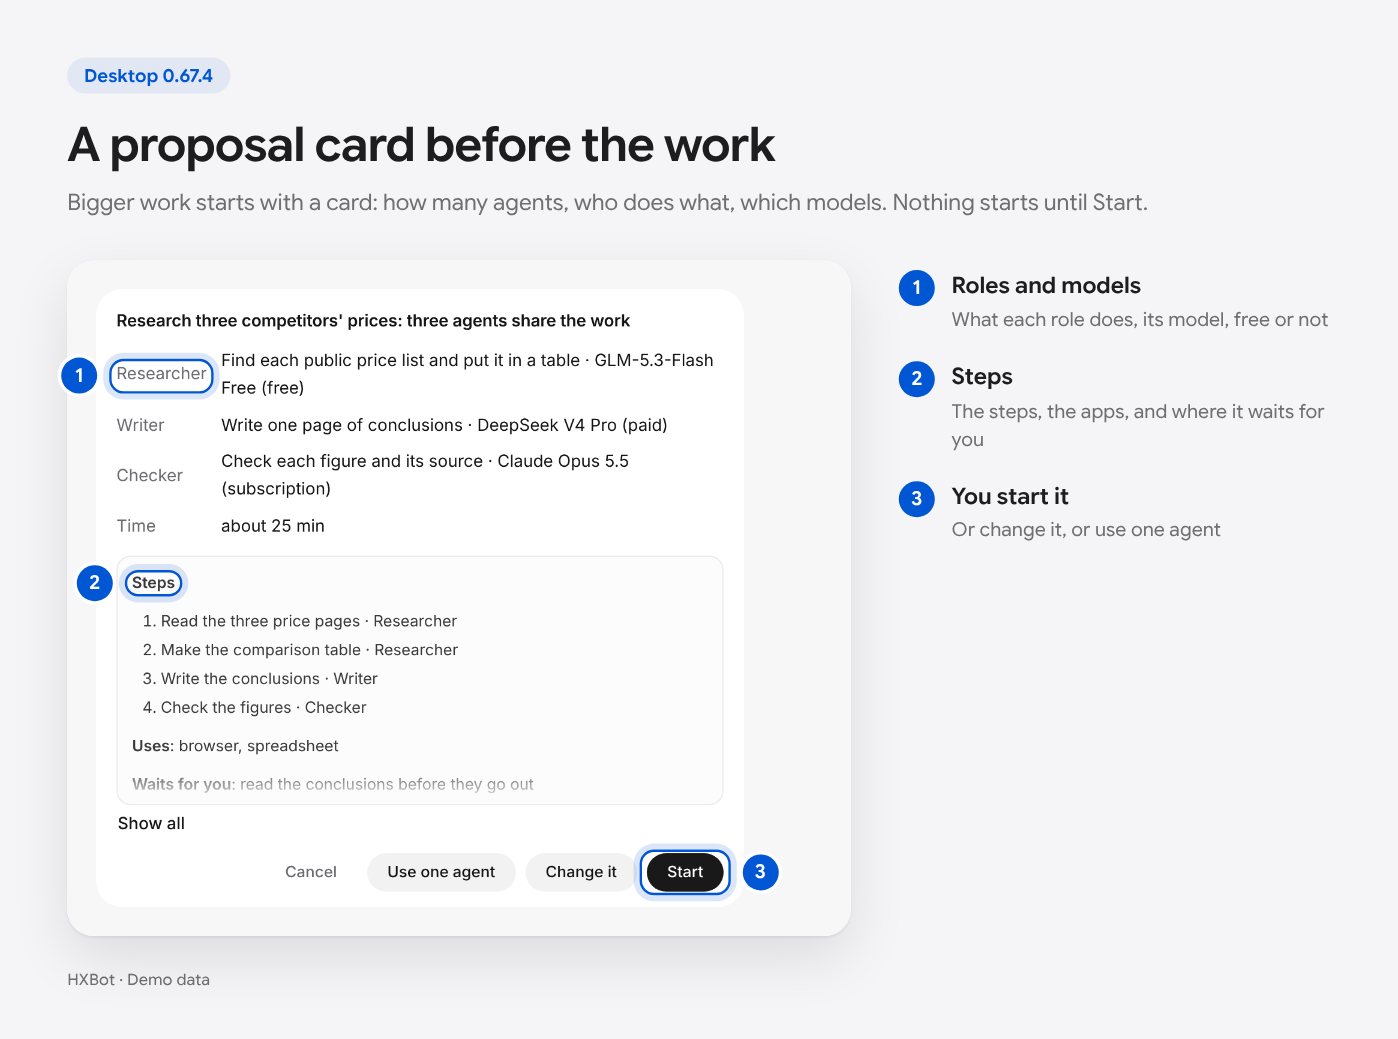 Desktop 0.67.4
A proposal card before the work
Bigger work starts with a card: how many agents, who does what, which models. Nothing starts until Start.
Research three competitors' prices: three agents share the work
1
Researcher
Find each public price list and put it in a table · GLM-5.3-Flash
Free (free)
Writer
Write one page of conclusions · DeepSeek V4 Pro (paid)
Checker
Check each figure and its source · Claude Opus 5.5
(subscription)
Time
about 25 min
2
Steps
1. Read the three price pages · Researcher
2. Make the comparison table · Researcher
3. Write the conclusions · Writer
4. Check the figures · Checker
Uses: browser, spreadsheet
Waits for you: read the conclusions before they go out
Show all
Cancel
Use one agent
Change it
Start
3
1
Roles and models
What each role does, its model, free or not
2
Steps
The steps, the apps, and where it waits for
you
3
You start it
Or change it, or use one agent
HXBot · Demo data